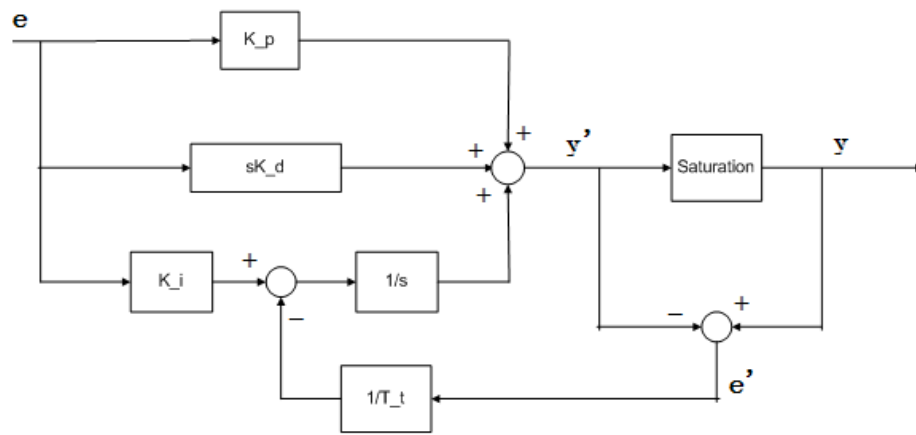 e
K_p
+
+
+
y'
y
sK_d
Saturation
K_i
+
−
1/s
−
+
1/T_t
e'